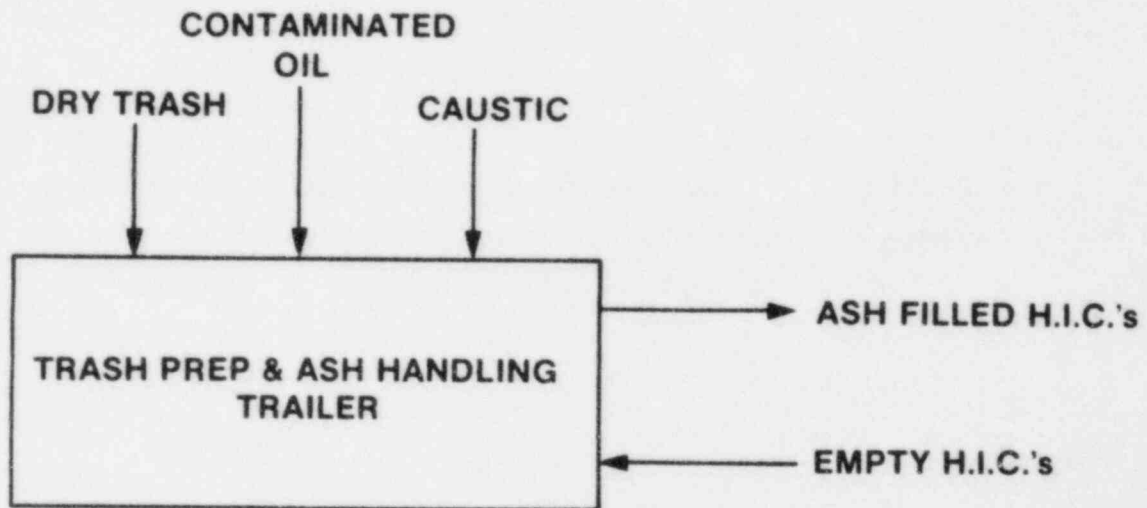 CONTAMINATED
OIL
DRY TRASH
CAUSTIC
TRASH PREP & ASH HANDLING
TRAILER
ASH FILLED H.I.C.'s
EMPTY H.I.C.'s